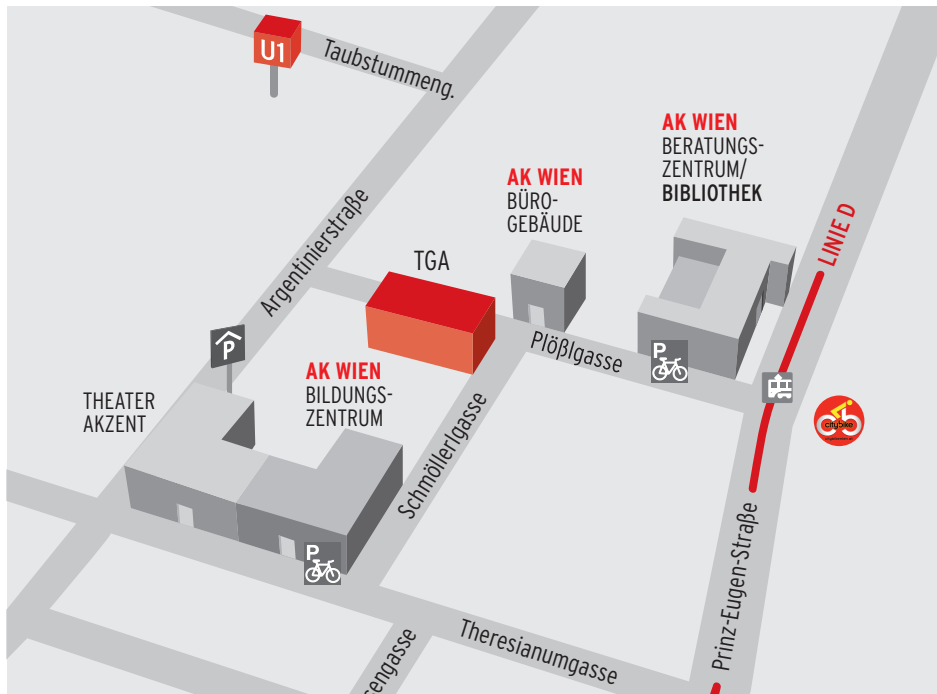 U1
Taubstummeng.
AK WIEN
BERATUNGS-
ZENTRUM/
BIBLIOTHEK
AK WIEN
BÜRO-
GEBÄUDE
LINIE D
Argentinierstraße
TGA
Plößlgasse
P
P
AK WIEN
BILDUNGS-
ZENTRUM
THEATER
AKZENT
citybike
Schmöllerlgasse
Prinz-Eugen-Straße
P
Theresianumgasse
sengasse